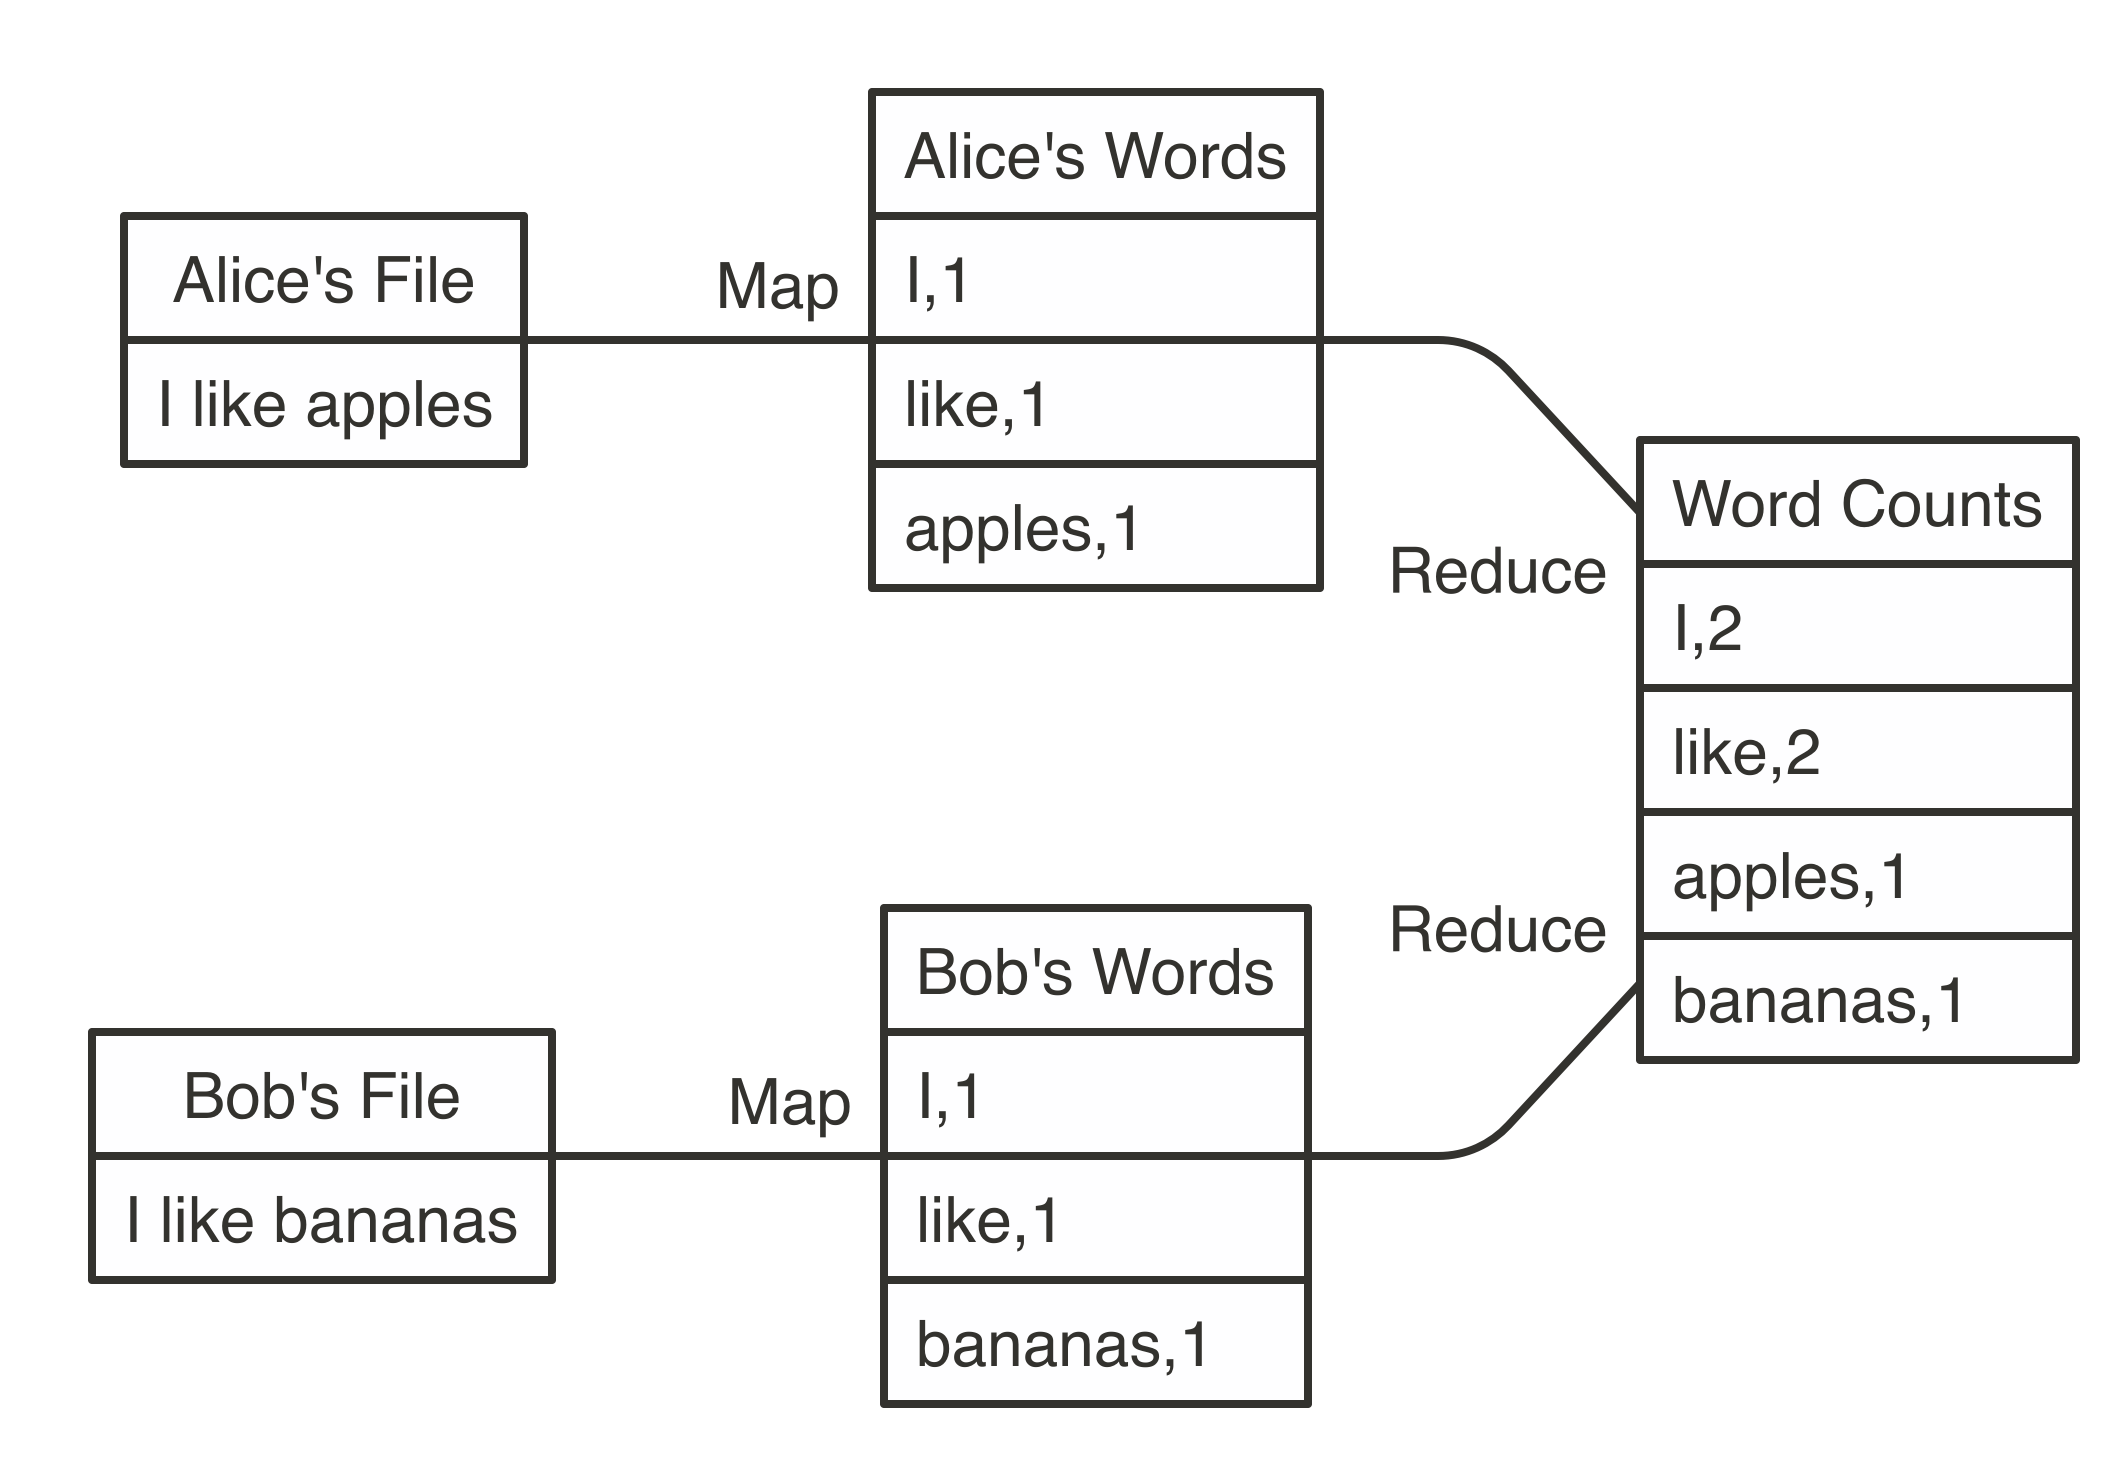 Alice's File
I like apples
Map
Alice's Words
I,1
like,1
apples,1
Reduce
Bob's File
I like bananas
Map
Bob's Words
I,1
like,1
bananas,1
Reduce
Word Counts
I,2
like,2
apples,1
bananas,1